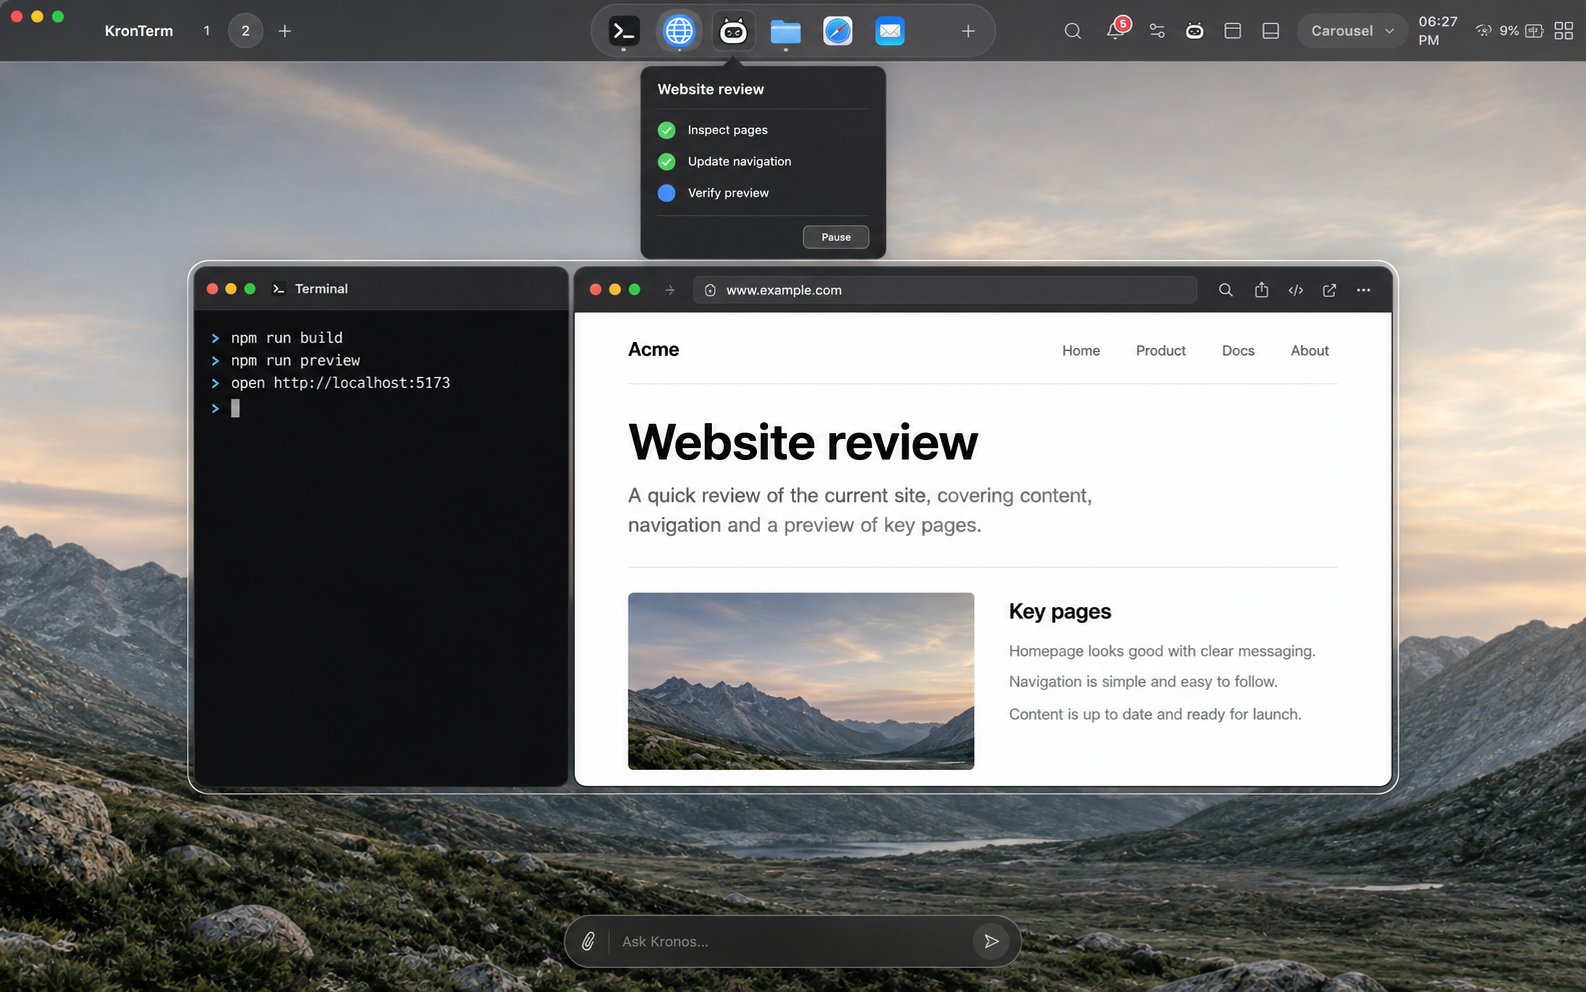 KronTerm
1
2
5
Carousel
06:27
PM
9%
Website review
Inspect pages
Update navigation
Verify preview
Pause
Terminal
> npm run build
> npm run preview
> open http://localhost:5173
>
www.example.com
Acme
Home
Product
Docs
About
Website review
A quick review of the current site, covering content,
navigation and a preview of key pages.
Key pages
Homepage looks good with clear messaging.
Navigation is simple and easy to follow.
Content is up to date and ready for launch.
Ask Kronos...